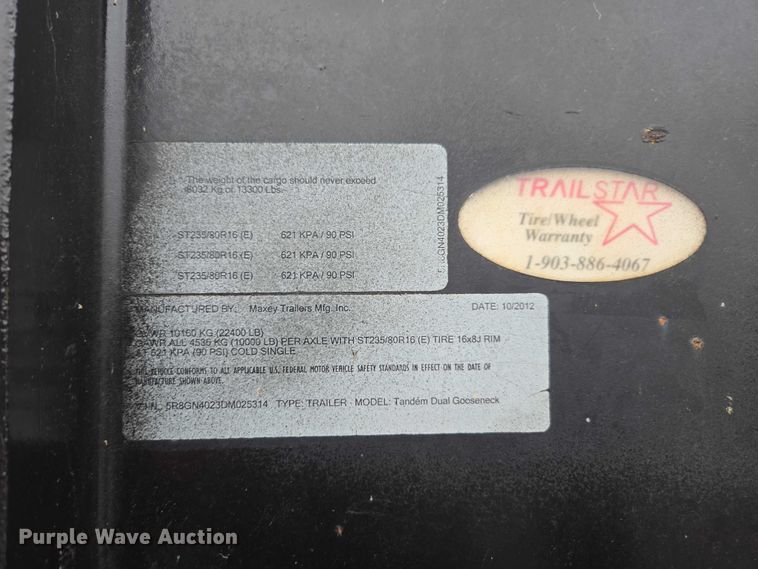 The weight of the cargo should never exceed
6032 Kg or 13300 Lbs.
ST235/80R16 (E) 621 KPA / 90 PSI
ST235/80R16 (E) 621 KPA / 90 PSI
ST235/80R16 (E) 621 KPA / 90 PSI
5R8GN4023DM025314
TRAILSTAR
Tire/Wheel
Warranty
1-903-886-4067
MANUFACTURED BY: Maxey Trailers Mfg. Inc. DATE: 10/2012
GVWR 10160 KG (22400 LB)
GAWR ALL 4536 KG (10000 LB) PER AXLE WITH ST235/80R16 (E) TIRE 16x8J RIM
AT 621 KPA (90 PSI) COLD SINGLE
THIS VEHICLE CONFORMS TO ALL APPLICABLE U.S. FEDERAL MOTOR VEHICLE SAFETY STANDARDS IN EFFECT ON THE DATE OF
MANUFACTURE SHOWN ABOVE.
V.I.N.: 5R8GN4023DM025314 TYPE: TRAILER MODEL: Tandem Dual Gooseneck
Purple Wave Auction